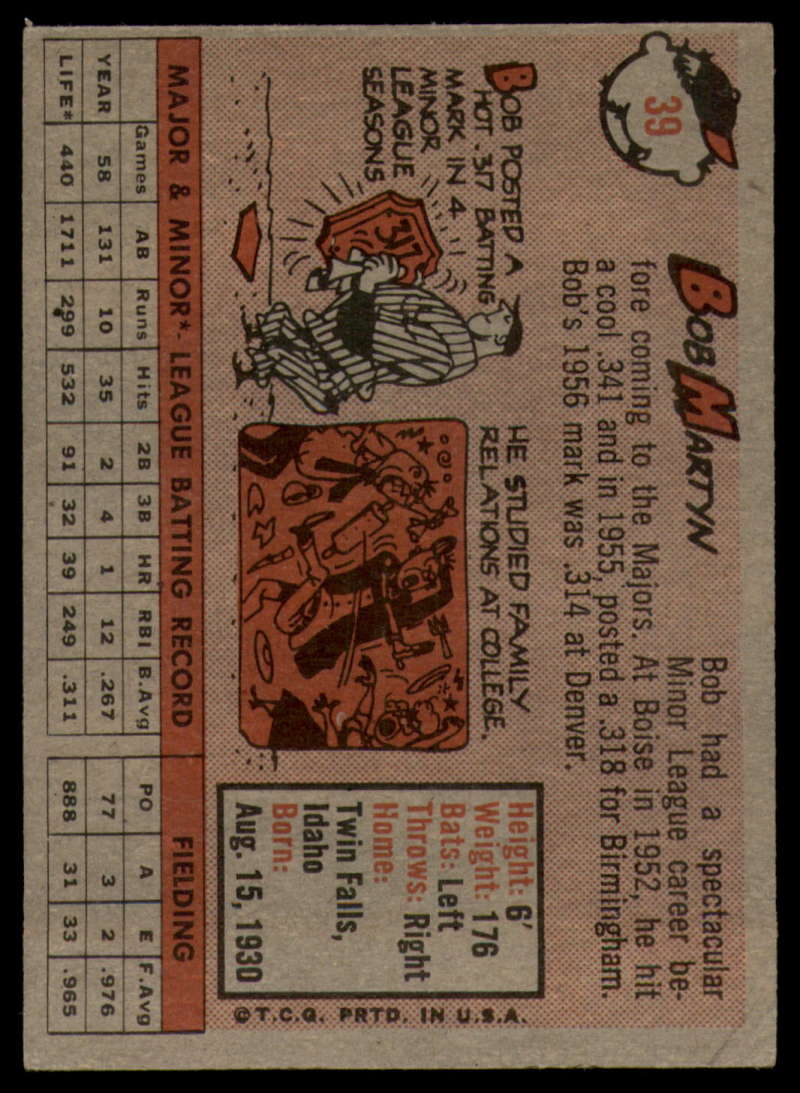 39
BOB MARTYN
Bob had a spectacular
Minor League career be-
fore coming to the Majors. At Boise in 1952, he hit
a cool .341 and in 1955, posted a .318 for Birmingham.
Bob's 1956 mark was .314 at Denver.
BOB POSTED A
HOT .317 BATTING
MARK IN 4
MINOR
LEAGUE
SEASONS
.317
HE STUDIED FAMILY
RELATIONS AT COLLEGE.
Height: 6'
Weight: 176
Bats: Left
Throws: Right
Home:
Twin Falls,
Idaho
Born:
Aug. 15, 1930
©T.C.G. PRTD. IN U.S.A.
MAJOR & MINOR*- LEAGUE BATTING RECORD FIELDING
Games AB Runs Hits 2B 3B HR RBI B.Avg PO A E F.Avg
YEAR 58 131 10 35 2 4 1 12 .267 77 3 2 .976
LIFE* 440 1711 299 532 91 32 39 249 .311 888 31 33 .965